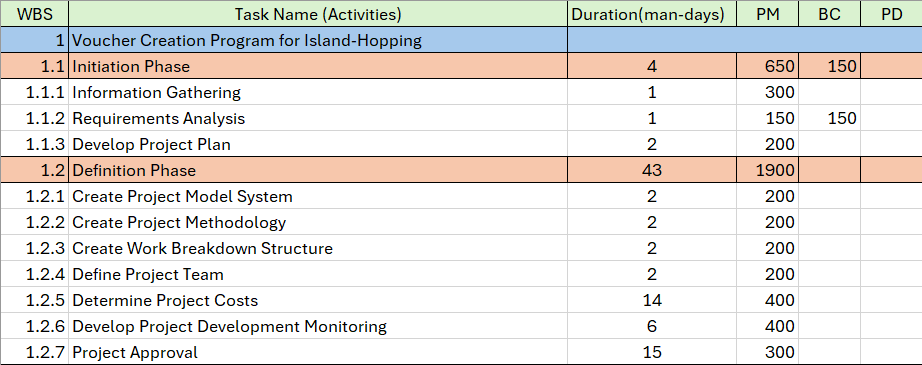 WBS Task Name (Activities) Duration(man-days) PM BC PD
1 Voucher Creation Program for Island-Hopping
1.1 Initiation Phase 4 650 150
1.1.1 Information Gathering 1 300
1.1.2 Requirements Analysis 1 150 150
1.1.3 Develop Project Plan 2 200
1.2 Definition Phase 43 1900
1.2.1 Create Project Model System 2 200
1.2.2 Create Project Methodology 2 200
1.2.3 Create Work Breakdown Structure 2 200
1.2.4 Define Project Team 2 200
1.2.5 Determine Project Costs 14 400
1.2.6 Develop Project Development Monitoring 6 400
1.2.7 Project Approval 15 300